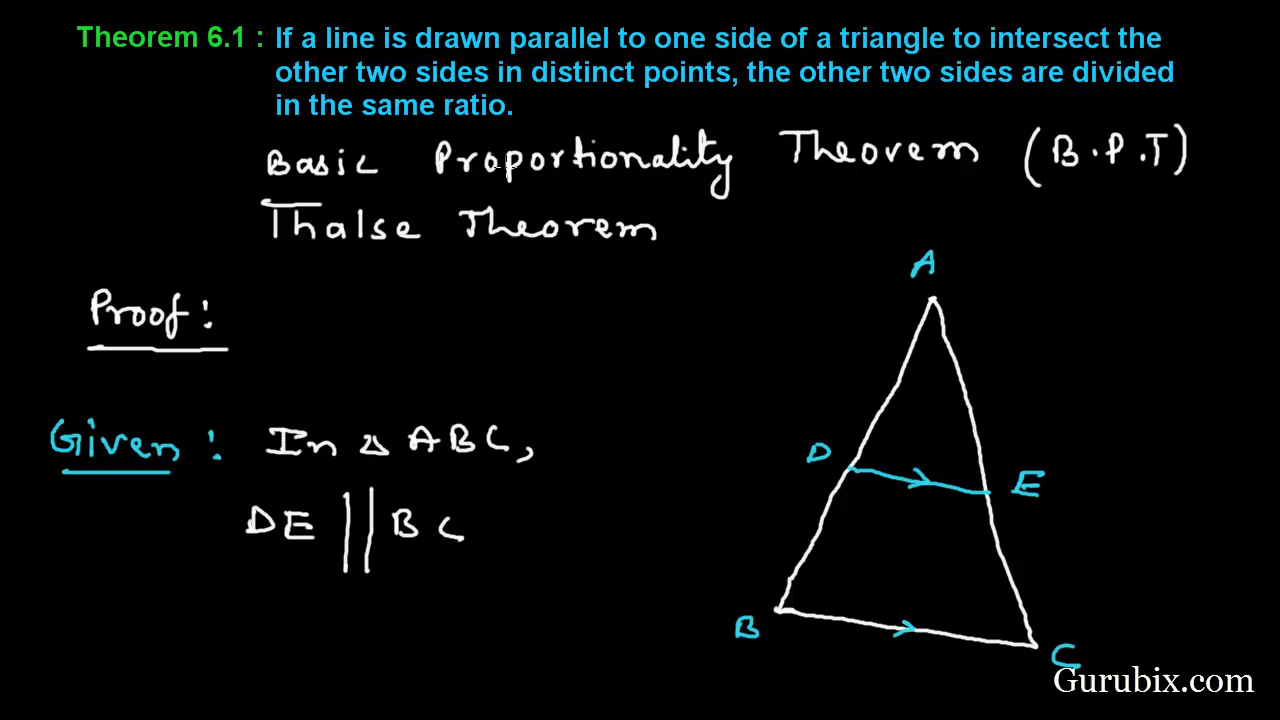 Theorem 6.1 : If a line is drawn parallel to one side of a triangle to intersect the
other two sides in distinct points, the other two sides are divided
in the same ratio.
Basic Proportionality Theorem (B.P.T)
Thalse Theorem
A
Proof:
Given: In △ ABC,
D
E
DE || BC
B
C
Gurubix.com